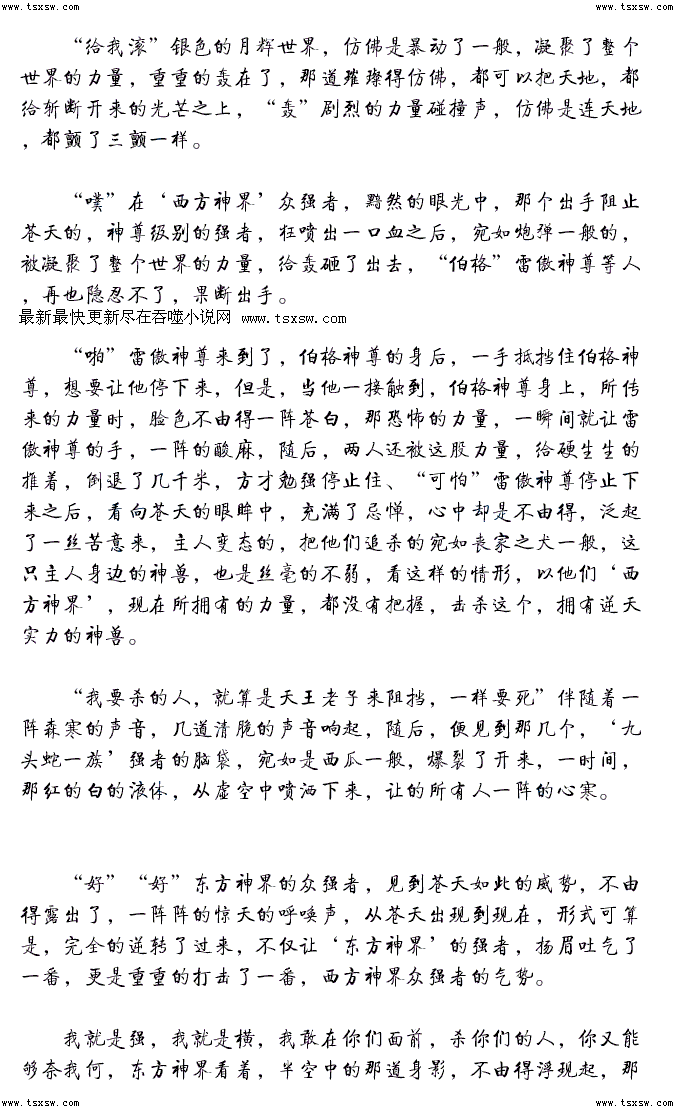 www.tsxsw.com www.tsxsw.com
“给我滚”银色的月辉世界，仿佛是暴动了一般，凝聚了整个
世界的力量，重重的轰在了，那道璀璨得仿佛，都可以把天地，都
给斩断开来的光芒之上，“轰”剧烈的力量碰撞声，仿佛是连天地
，都颤了三颤一样。
“噗”在‘西方神界’众强者，黯然的眼光中，那个出手阻止
苍天的，神尊级别的强者，狂喷出一口血之后，宛如炮弹一般的，
被凝聚了整个世界的力量，给轰砸了出去，“伯格”雷傲神尊等人
，再也隐忍不了，果断出手。
最新最快更新尽在吞噬小说网 www.tsxsw.com
“啪”雷傲神尊来到了，伯格神尊的身后，一手抵挡住伯格神
尊，想要让他停下来，但是，当他一接触到，伯格神尊身上，所传
来的力量时，脸色不由得一阵苍白，那恐怖的力量，一瞬间就让雷
傲神尊的手，一阵的酸麻，随后，两人还被这股力量，给硬生生的
推着，倒退了几千米，方才勉强停止住、“可怕”雷傲神尊停止下
来之后，看向苍天的眼眸中，充满了忌惮，心中却是不由得，泛起
了一丝苦意来，主人变态的，把他们追杀的宛如丧家之犬一般，这
只主人身边的神兽，也是丝毫的不弱，看这样的情形，以他们‘西
方神界’，现在所拥有的力量，都没有把握，击杀这个，拥有逆天
实力的神兽。
“我要杀的人，就算是天王老子来阻挡，一样要死”伴随着一
阵森寒的声音，几道清脆的声音响起，随后，便见到那几个，‘九
头蛇一族’强者的脑袋，宛如是西瓜一般，爆裂了开来，一时间，
那红的白的液体，从虚空中喷洒下来，让的所有人一阵的心寒。
“好”“好”东方神界的众强者，见到苍天如此的威势，不由
得露出了，一阵阵的惊天的呼唤声，从苍天出现到现在，形式可算
是，完全的逆转了过来，不仅让‘东方神界’的强者，扬眉吐气了
一番，更是重重的打击了一番，西方神界众强者的气势。
我就是强，我就是横，我敢在你们面前，杀你们的人，你又能
够奈我何，东方神界看着，半空中的那道身影，不由得浮现起，那
www.tsxsw.com www.tsxsw.com